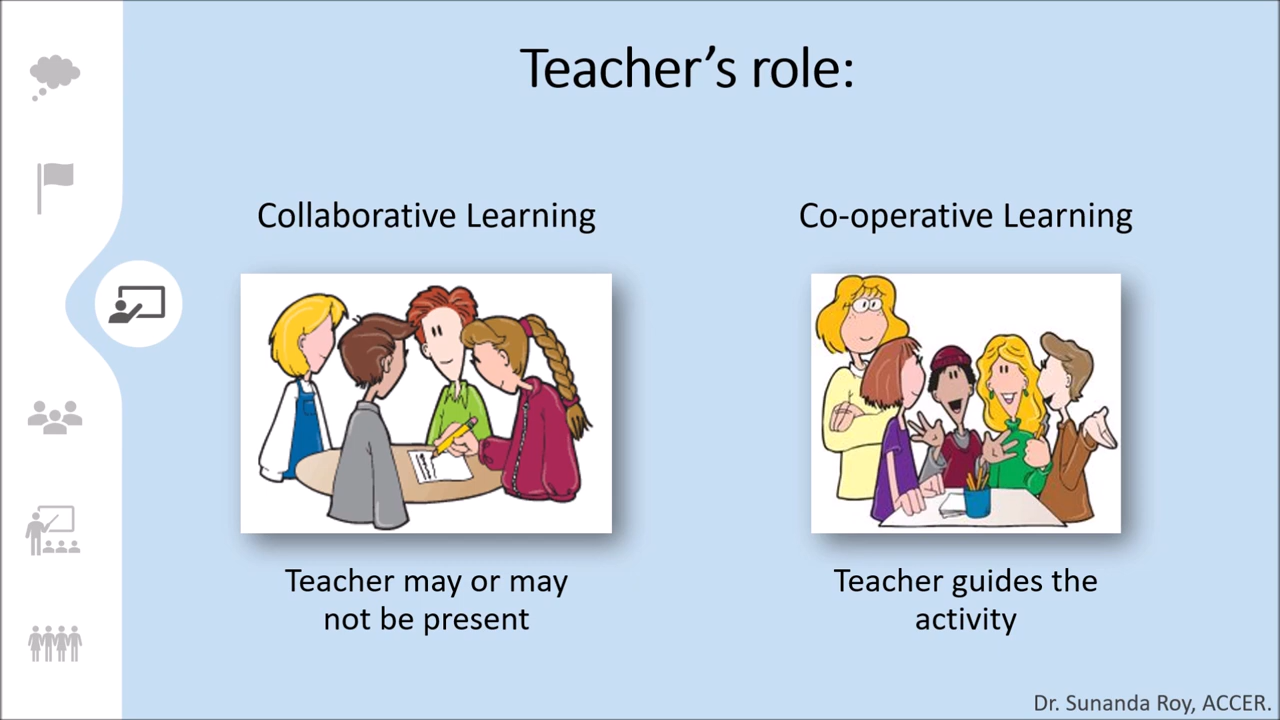 Teacher’s role:
Collaborative Learning
Co-operative Learning
Teacher may or may
not be present
Teacher guides the
activity
Dr. Sunanda Roy, ACCER.